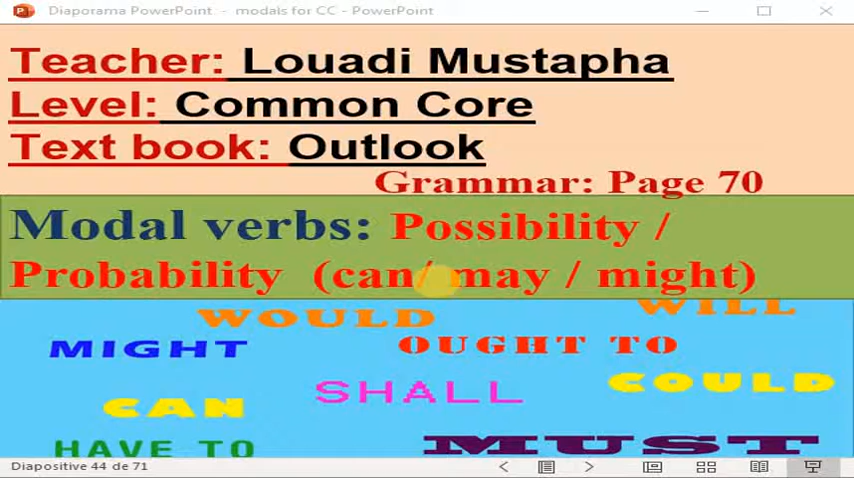 Diaporama PowerPoint - modals for CC - PowerPoint
Teacher: Louadi Mustapha
Level: Common Core
Text book: Outlook
Grammar: Page 70
Modal verbs: Possibility /
Probability (can/ may / might)
WOULD WILL
MIGHT OUGHT TO
SHALL COULD
CAN
HAVE TO MUST
Diapositive 44 de 71